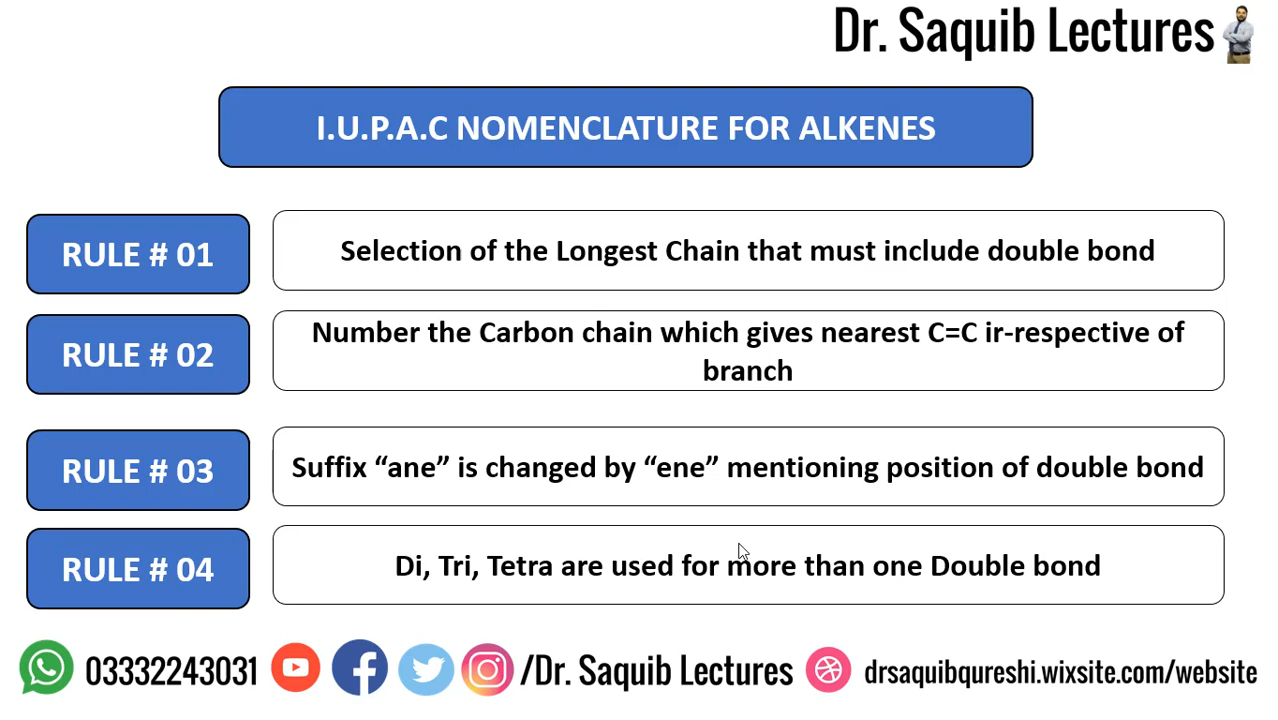 Dr. Saquib Lectures
I.U.P.A.C NOMENCLATURE FOR ALKENES
RULE # 01
Selection of the Longest Chain that must include double bond
RULE # 02
Number the Carbon chain which gives nearest C=C ir-respective of
branch
RULE # 03
Suffix “ane” is changed by “ene” mentioning position of double bond
RULE # 04
Di, Tri, Tetra are used for more than one Double bond
03332243031 /Dr. Saquib Lectures drsaquibqureshi.wixsite.com/website